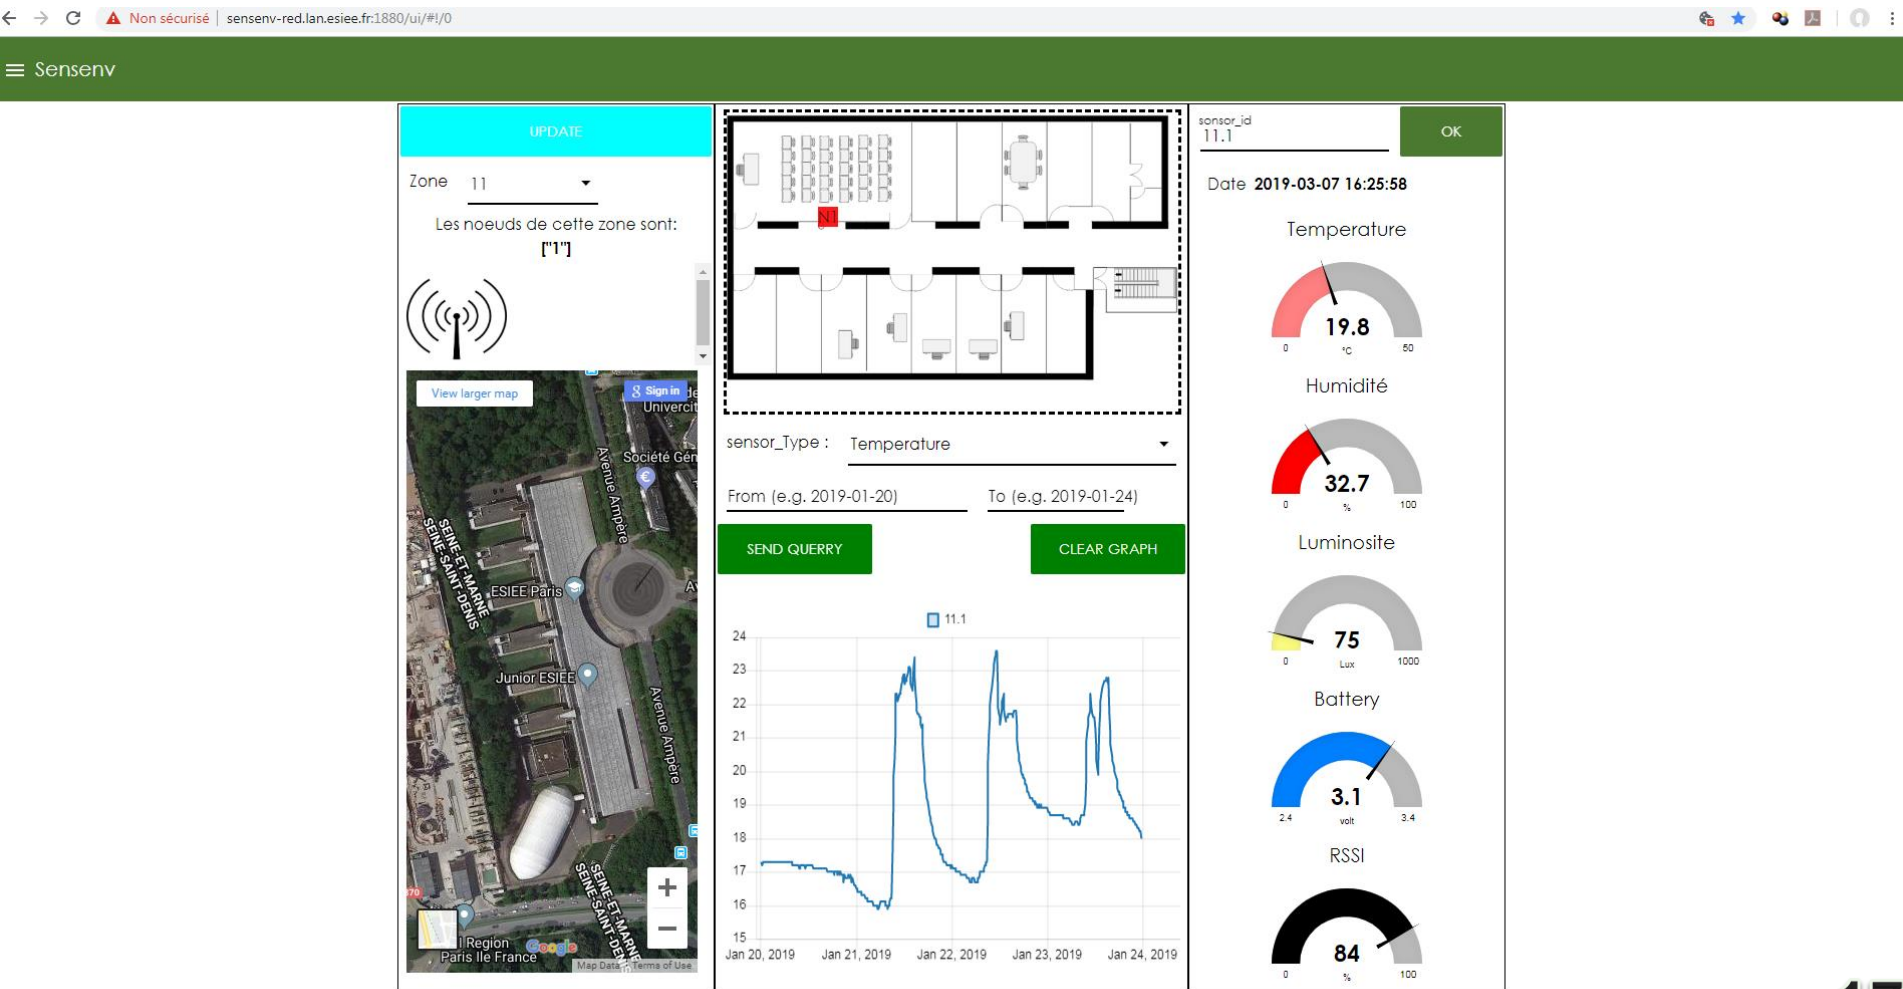 Non sécurisé
sensenv-red.lan.esiee.fr:1880/ui/#!/0
Sensenv
UPDATE
Zone 11
Les noeuds de cette zone sont:
["1"]
View larger map
Sign in
Univercit
Société Gén
Avenue Ampère
SEINE-ET-MARNE
SEINE-SAINT-DENIS
ESIEE Paris
Junior ESIEE
Avenue Ampère
SEINE-ET-MARNE
SEINE-SAINT-DENIS
Region
Paris Ile France
Google
Map Data
Terms of Use
N1
sensor_Type : Temperature
From (e.g. 2019-01-20)
To (e.g. 2019-01-24)
SEND QUERRY
CLEAR GRAPH
11.1
24
23
22
21
20
19
18
17
16
15
Jan 20, 2019
Jan 21, 2019
Jan 22, 2019
Jan 23, 2019
Jan 24, 2019
sonsor_id
11.1
OK
Date 2019-03-07 16:25:58
Temperature
19.8
0 °C 50
Humidité
32.7
0 % 100
Luminosite
75
0 Lux 1000
Battery
3.1
2.4 volt 3.4
RSSI
84
0 % 100